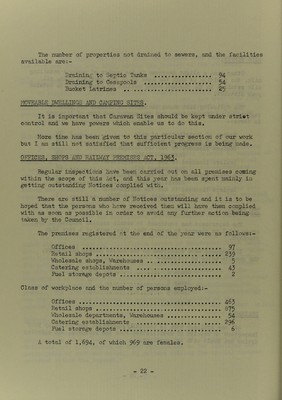 The number of properties not drained to sewers, and the facilities
available are:-
Draining to Septic Tanks ................ 94
Draining to Cesspools ................ 54
Bucket Latrines .. ................ 25
MOVEABLE DWELLINGS AND CAMPING SITES.
It is important that Caravan Sites should be kept under strict
control and we have powers which enable us to do this.
More time has been given to this particular section of our work
but I am still not satisfied that sufficient progress is being made.
OFFICES, SHOPS AND RAILWAY PREMISES ACT, 1963.
Regular inspections have been carried out on all premises coming
within the scope of this Act, and this year has been spent mainly in
getting outstanding Notices complied with.
There are still a number of Notices outstanding and it is to be
hoped that the persons who have received them will have them complied
with as soon as possible in order to avoid any further action being
taken by the Council.
The premises registered at the end of the year were as follows:-
Offices ................ 97
Retail shops ................ 239
Wholesale shops, Warehouses ................ 5
Catering establishments ................ 43
Fuel storage depots ................ 2
Class of workplace and the number of persons employed:-
Offices ................ 463
Retail shops ................ 875
Wholesale departments, Warehouses ................ 54
Catering establishments ................ 296
Fuel storage depots ................ 6
A total of 1,694, of which 969 are females.
- 22 -